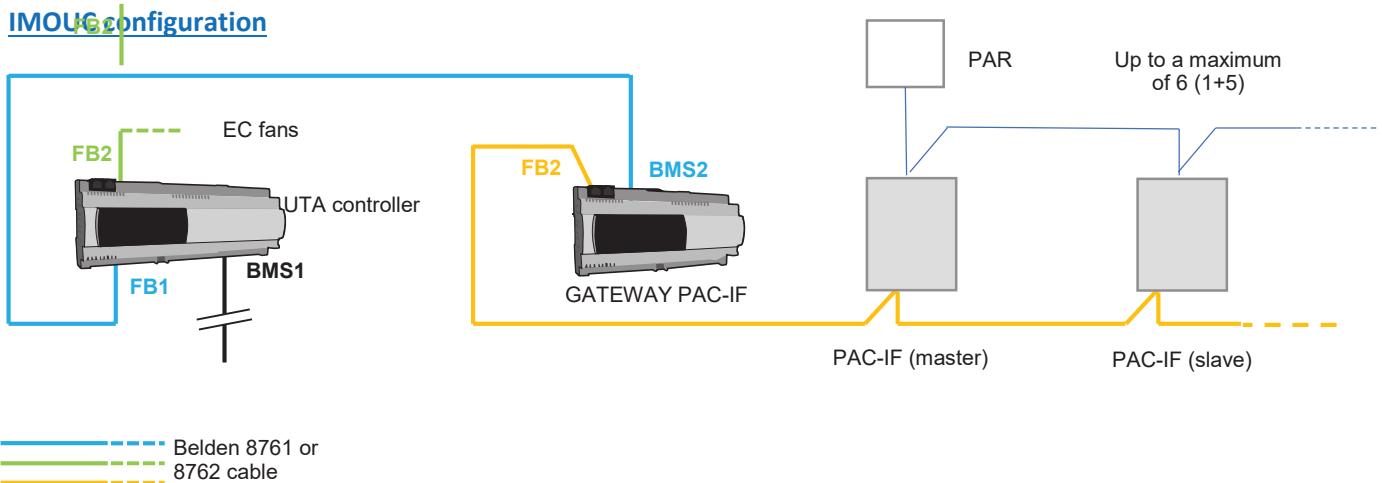 IMOUG configuration
FB2
PAR
Up to a maximum
of 6 (1+5)
EC fans
FB2
FB2
BMS2
UTA controller
BMS1
FB1
GATEWAY PAC-IF
PAC-IF (master)
PAC-IF (slave)
Belden 8761 or
8762 cable